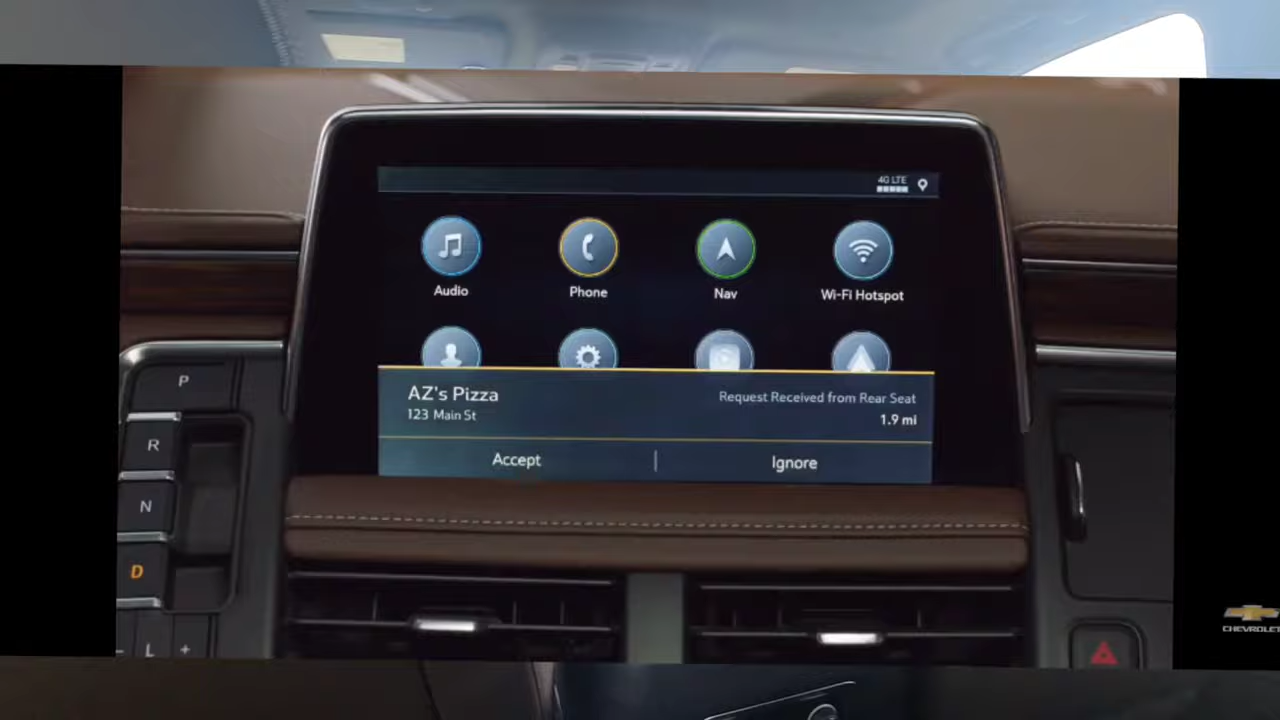 4G LTE
Audio
Phone
Nav
Wi-Fi Hotspot
AZ's Pizza
123 Main St
Request Received from Rear Seat
1.9 mi
Accept
Ignore
P
R
N
D
L
+
CHEVROLET